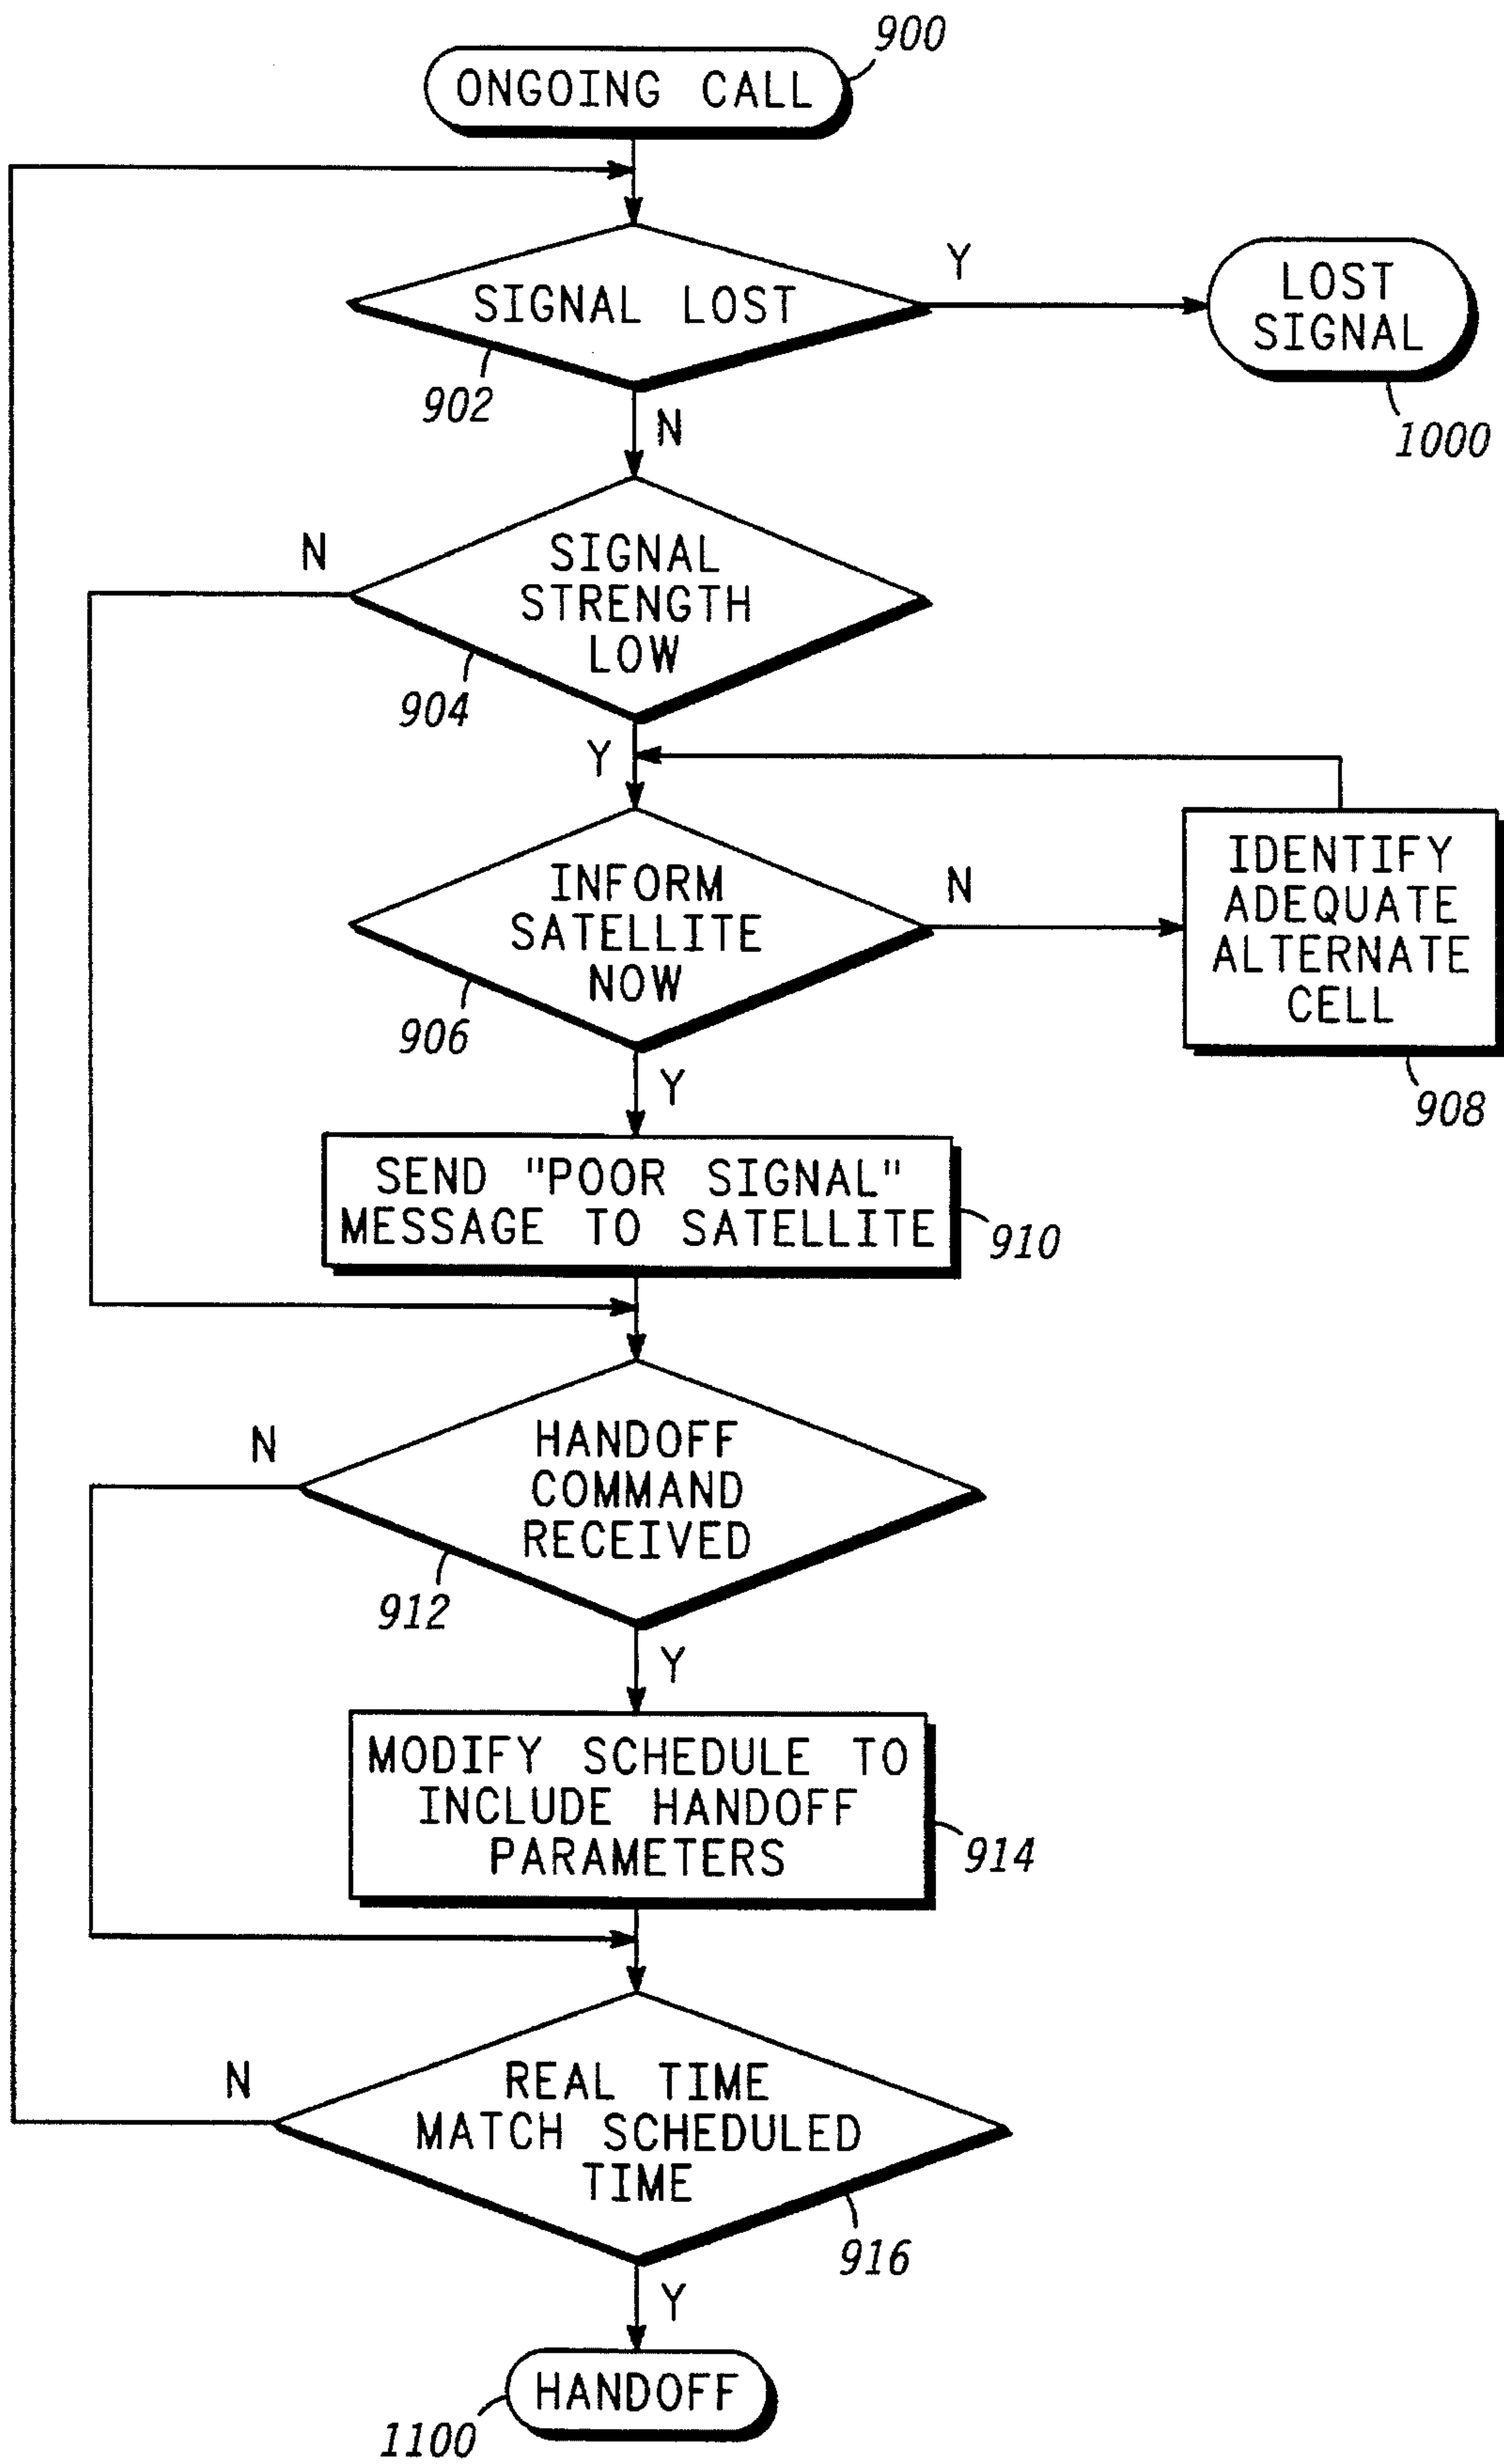 900
ONGOING CALL
Y
SIGNAL LOST
LOST
SIGNAL
902
1000
N
N
SIGNAL
STRENGTH
LOW
904
Y
INFORM
SATELLITE
NOW
N
IDENTIFY
ADEQUATE
ALTERNATE
CELL
906
908
Y
SEND "POOR SIGNAL"
MESSAGE TO SATELLITE
910
N
HANDOFF
COMMAND
RECEIVED
912
Y
MODIFY SCHEDULE TO
INCLUDE HANDOFF
PARAMETERS
914
N
REAL TIME
MATCH SCHEDULED
TIME
916
Y
HANDOFF
1100